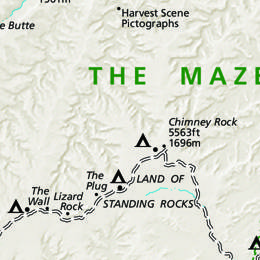 Harvest Scene
Pictographs
Butte
THE MAZE
Chimney Rock
5563ft
1696m
The
Plug
LAND OF
STANDING ROCKS
The
Wall
Lizard
Rock